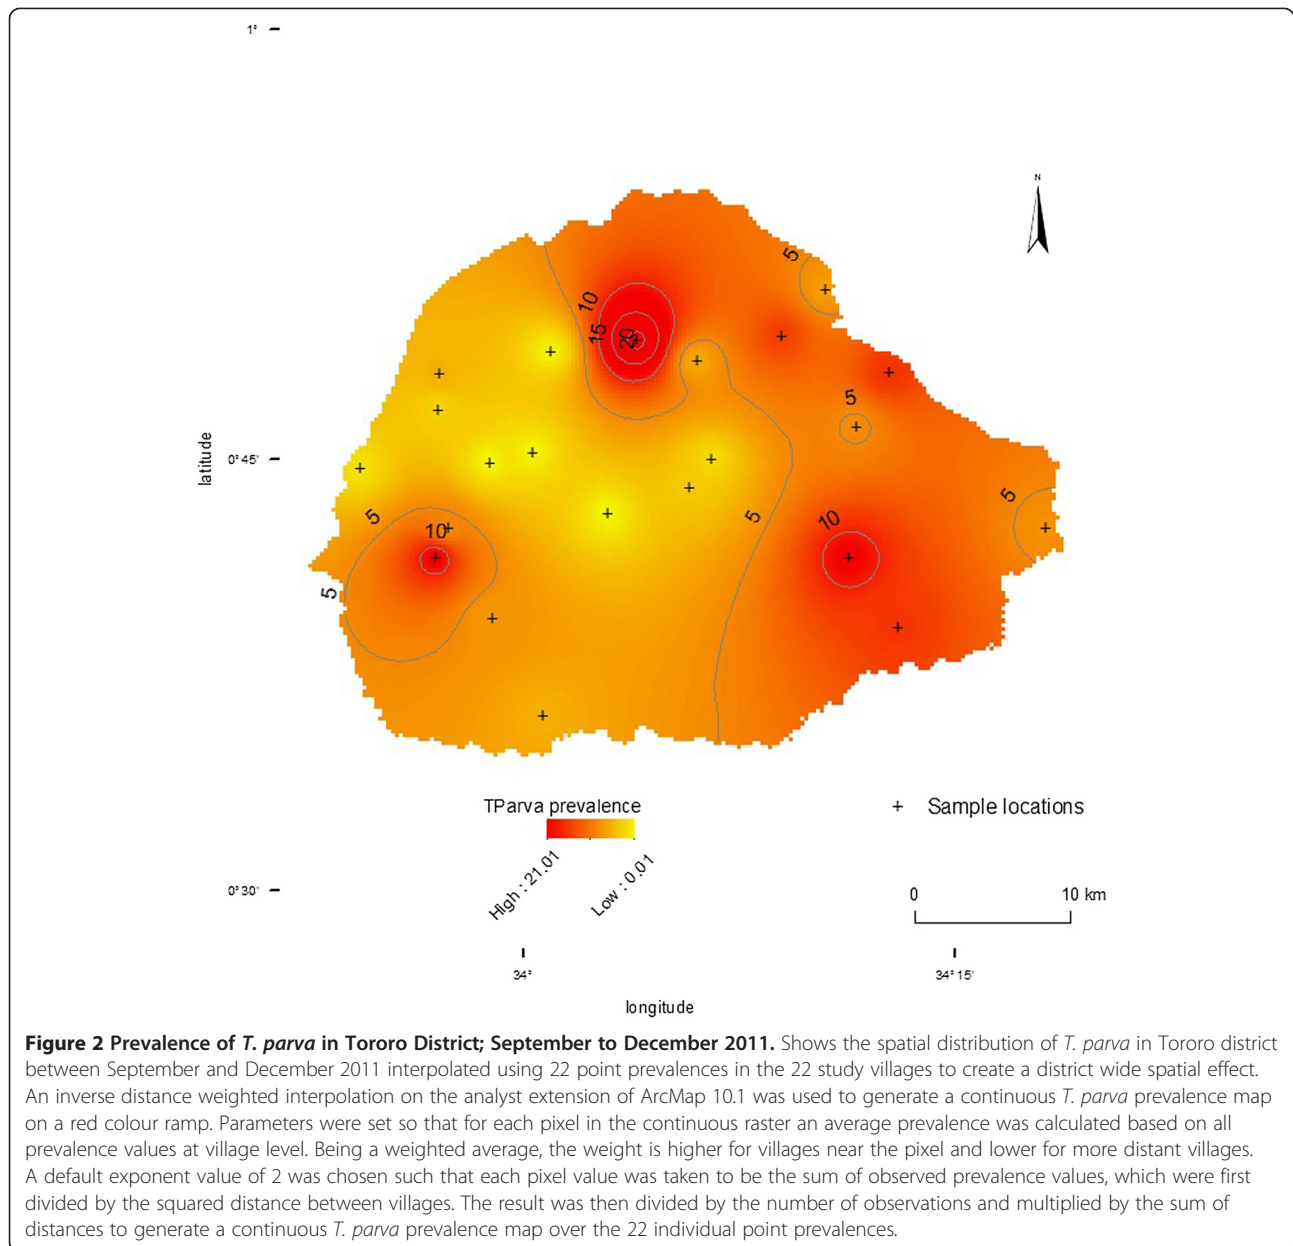 1°
N
5
10
15
20
5
latitude
0° 45'
5
5
5
10
10
5
TParva prevalence
+ Sample locations
High : 21.01
Low : 0.01
0° 30'
0
10 km
34°
34° 15'
longitude
Figure 2 Prevalence of T. parva in Tororo District; September to December 2011. Shows the spatial distribution of T. parva in Tororo district
between September and December 2011 interpolated using 22 point prevalences in the 22 study villages to create a district wide spatial effect.
An inverse distance weighted interpolation on the analyst extension of ArcMap 10.1 was used to generate a continuous T. parva prevalence map
on a red colour ramp. Parameters were set so that for each pixel in the continuous raster an average prevalence was calculated based on all
prevalence values at village level. Being a weighted average, the weight is higher for villages near the pixel and lower for more distant villages.
A default exponent value of 2 was chosen such that each pixel value was taken to be the sum of observed prevalence values, which were first
divided by the squared distance between villages. The result was then divided by the number of observations and multiplied by the sum of
distances to generate a continuous T. parva prevalence map over the 22 individual point prevalences.